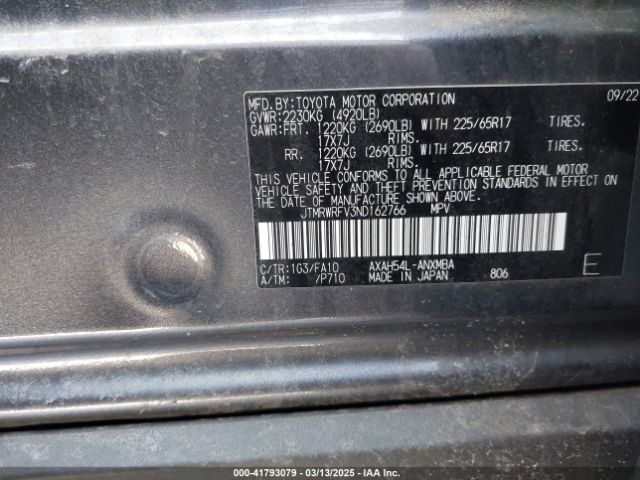 MFD.BY:TOYOTA MOTOR CORPORATION 09/22
GVWR:2230KG (4920LB)
GAWR:FRT. 1220KG (2690LB) WITH 225/65R17 TIRES.
17X7J RIMS.
RR. 1220KG (2690LB) WITH 225/65R17 TIRES.
17X7J RIMS.
THIS VEHICLE CONFORMS TO ALL APPLICABLE FEDERAL MOTOR
VEHICLE SAFETY AND THEFT PREVENTION STANDARDS IN EFFECT
ON THE DATE OF MANUFACTURE SHOWN ABOVE.
JTMRWRFV3ND162766 MPV
C/TR:1G3/FA10 AXAH54L-ANXMBA
A/TM: /P710 MADE IN JAPAN 806 E
000-41793079 | 03/13/2025 | IAA, Inc.